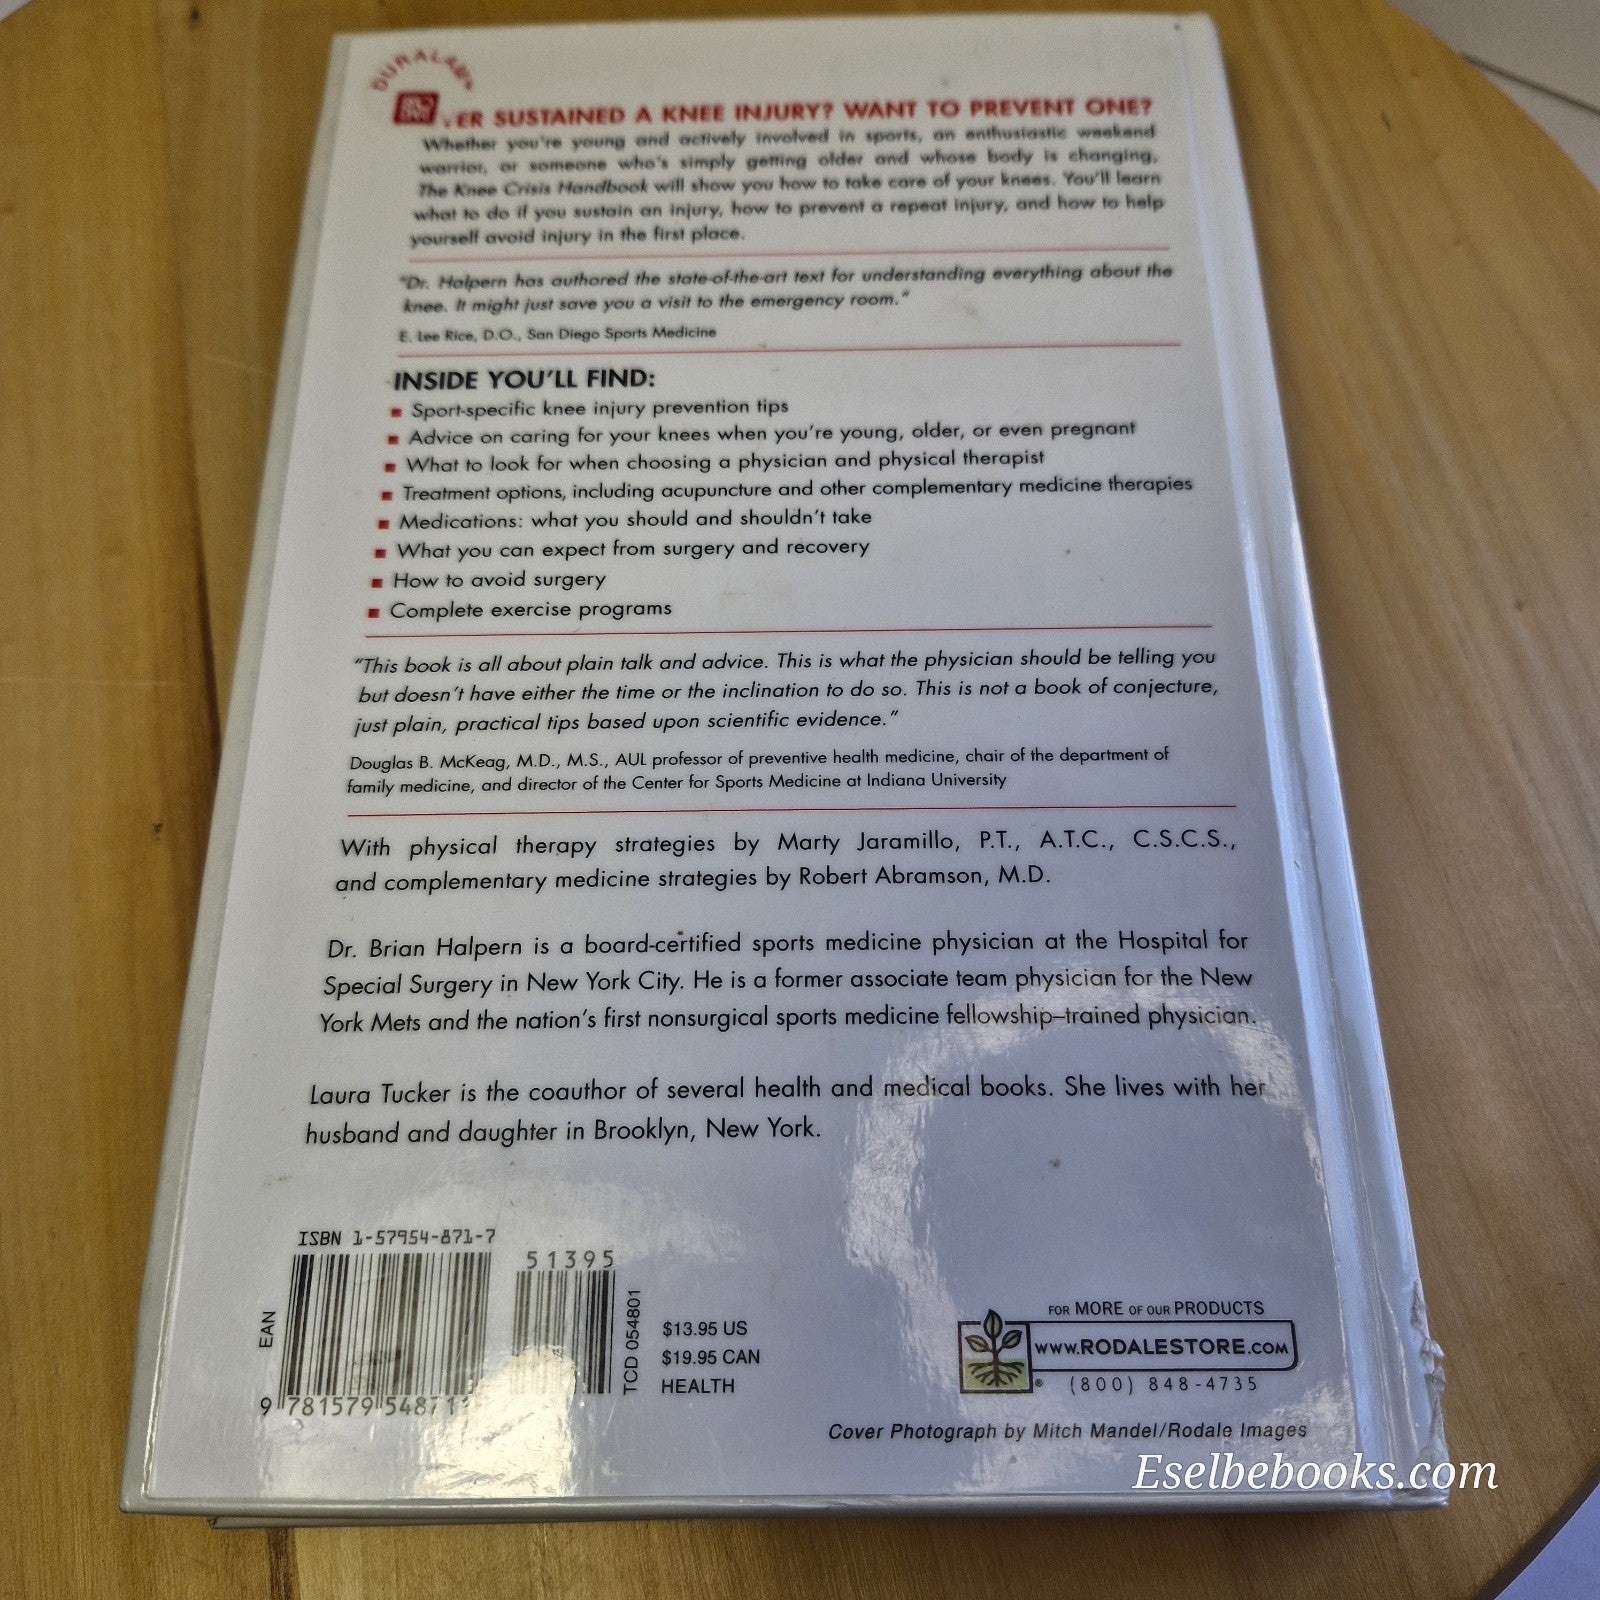 DURALAM
VER SUSTAINED A KNEE INJURY? WANT TO PREVENT ONE?
Whether you're young and actively involved in sports, an enthusiastic weekend
warrior, or someone who's simply getting older and whose body is changing,
The Knee Crisis Handbook will show you how to take care of your knees. You'll learn
what to do if you sustain an injury, how to prevent a repeat injury, and how to help
yourself avoid injury in the first place.
"Dr. Halpern has authored the state-of-the-art text for understanding everything about the
knee. It might just save you a visit to the emergency room."
E. Lee Rice, D.O., San Diego Sports Medicine
INSIDE YOU'LL FIND:
▪ Sport-specific knee injury prevention tips
▪ Advice on caring for your knees when you're young, older, or even pregnant
▪ What to look for when choosing a physician and physical therapist
▪ Treatment options, including acupuncture and other complementary medicine therapies
▪ Medications: what you should and shouldn't take
▪ What you can expect from surgery and recovery
▪ How to avoid surgery
▪ Complete exercise programs
"This book is all about plain talk and advice. This is what the physician should be telling you
but doesn't have either the time or the inclination to do so. This is not a book of conjecture,
just plain, practical tips based upon scientific evidence."
Douglas B. McKeag, M.D., M.S., AUL professor of preventive health medicine, chair of the department of
family medicine, and director of the Center for Sports Medicine at Indiana University
With physical therapy strategies by Marty Jaramillo, P.T., A.T.C., C.S.C.S.,
and complementary medicine strategies by Robert Abramson, M.D.
Dr. Brian Halpern is a board-certified sports medicine physician at the Hospital for
Special Surgery in New York City. He is a former associate team physician for the New
York Mets and the nation's first nonsurgical sports medicine fellowship–trained physician.
Laura Tucker is the coauthor of several health and medical books. She lives with her
husband and daughter in Brooklyn, New York.
ISBN 1-57954-871-7
51395
EAN
9 781579 54871
TCD 054801
$13.95 US
$19.95 CAN
HEALTH
FOR MORE OF OUR PRODUCTS
WWW.RODALESTORE.COM
(800) 848-4735
Cover Photograph by Mitch Mandel/Rodale Images
Eselbebooks.com